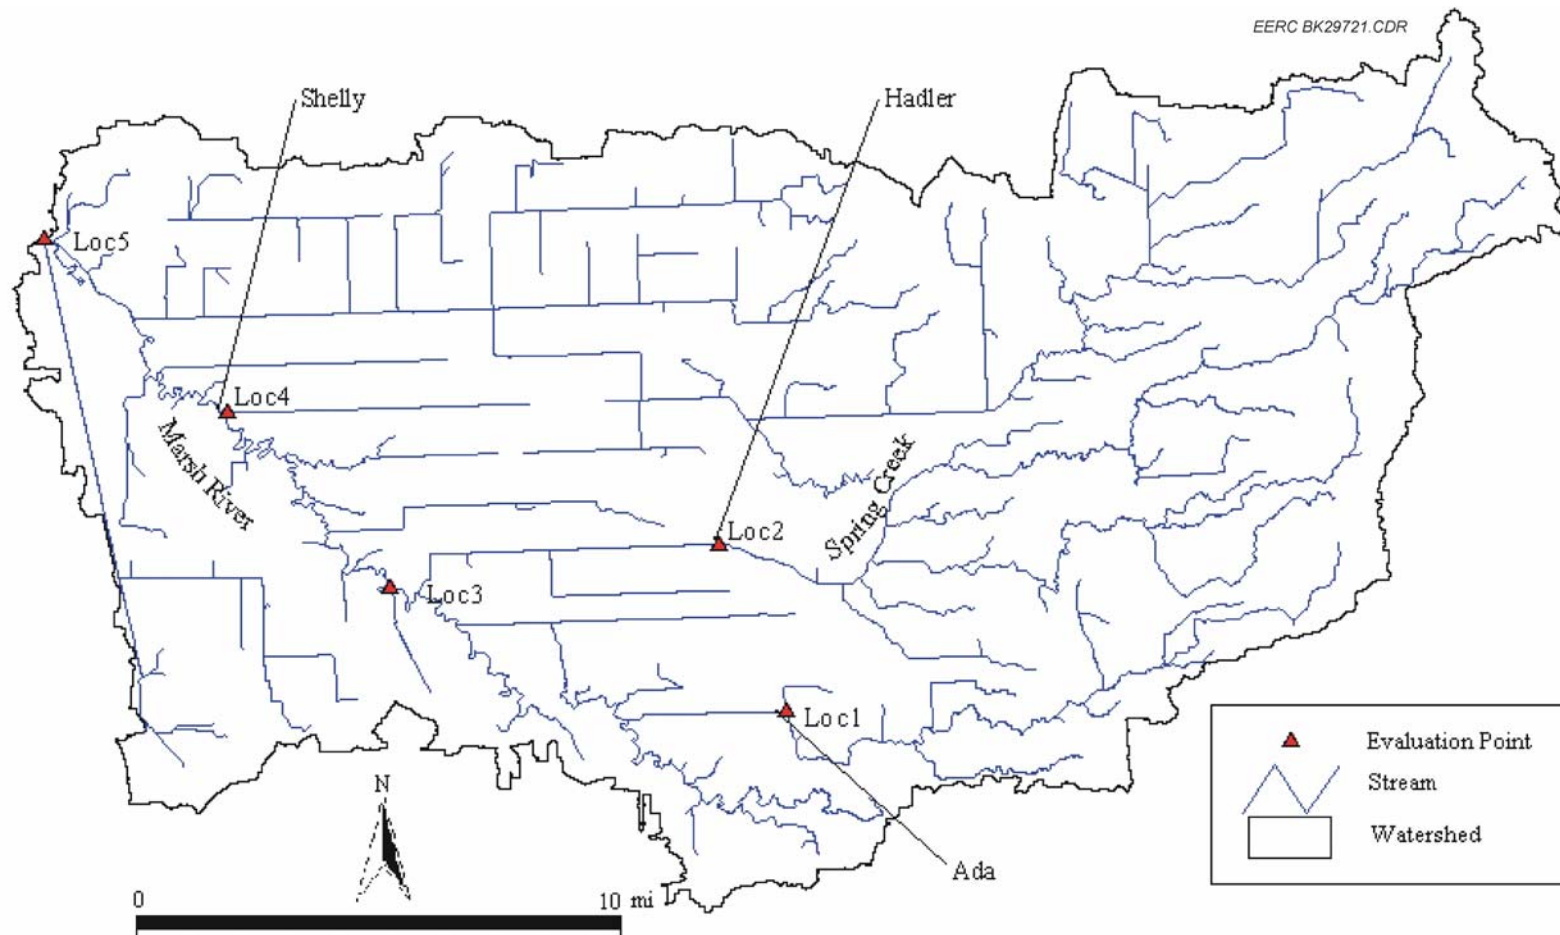 EERC BK29721.CDR
Shelly
Hadler
Loc5
Loc4
Marsh River
Spring Creek
Loc2
Loc3
Loc1
Ada
N
0 10 mi
Evaluation Point
Stream
Watershed